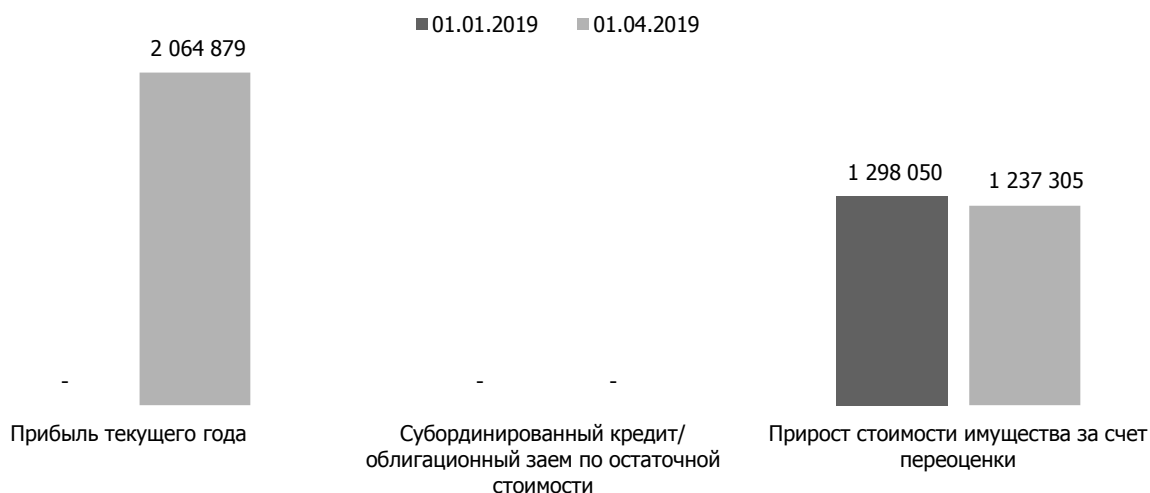 01.01.2019 01.04.2019
2 064 879
1 298 050 1 237 305
- - -
Прибыль текущего года
Субординированный кредит/
облигационный заем по остаточной
стоимости
Прирост стоимости имущества за счет
переоценки